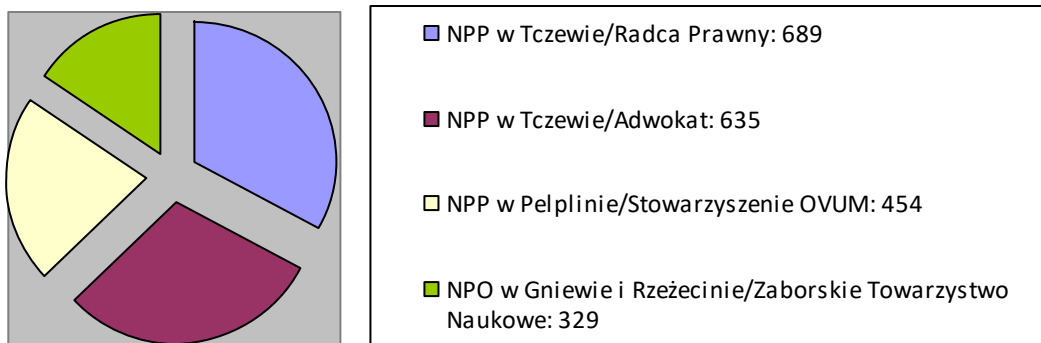 NPP w Tczewie/Radca Prawny: 689
NPP w Tczewie/Adwokat: 635
NPP w Pelplinie/Stowarzyszenie OVUM: 454
NPO w Gniewie i Rzeżęcinie/Zaborskie Towarzystwo
Naukowe: 329